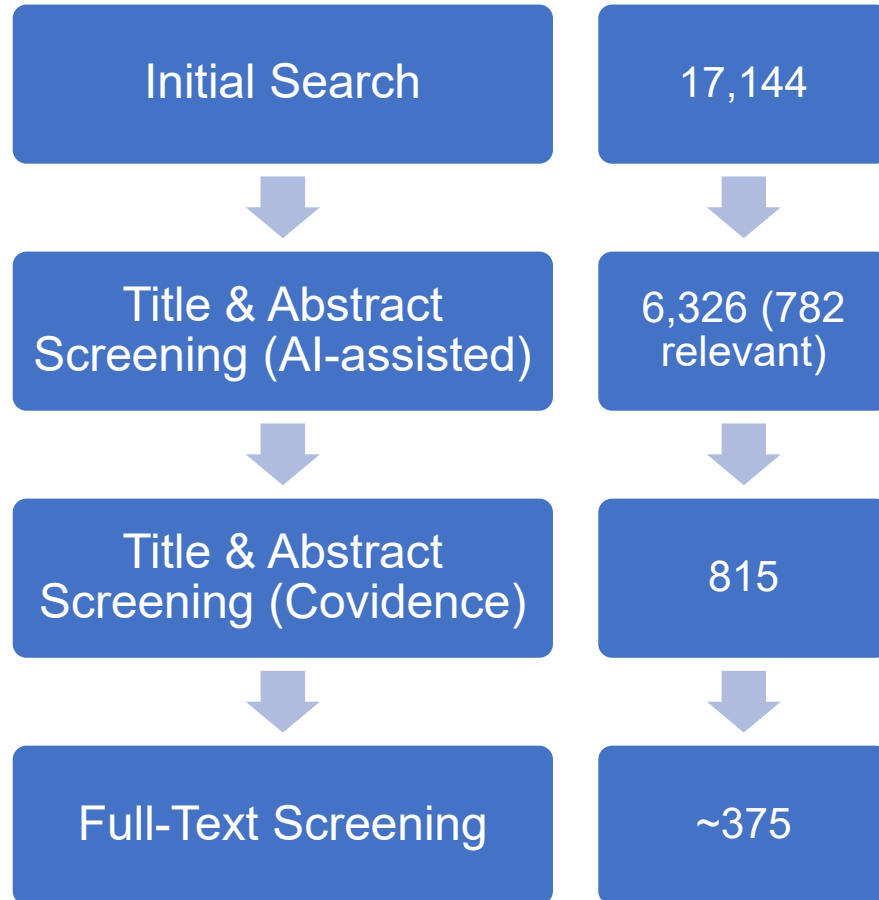 Initial Search
17,144
Title & Abstract
Screening (AI-assisted)
6,326 (782
relevant)
Title & Abstract
Screening (Covidence)
815
Full-Text Screening
~375